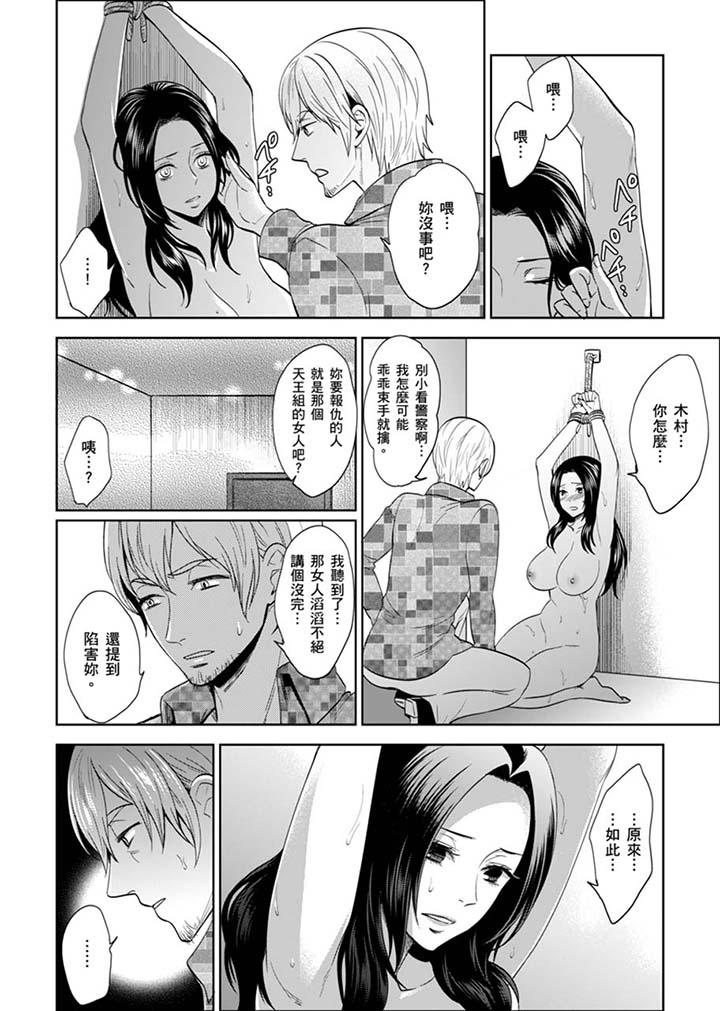 喂⋯
喂⋯
ペチ⋯
ペチ⋯
喂⋯
妳沒事吧？
⋯！
木村⋯
你怎麼⋯
別小看警察啊⋯
我怎麼可能
乖乖束手就擒。
妳要報仇的人
就是那個
天王組的女人吧？
咦⋯？
我聽到了⋯
那女人滔滔不絕
講個沒完⋯
還提到
陷害妳。
⋯原來⋯
⋯如此⋯
⋯⋯